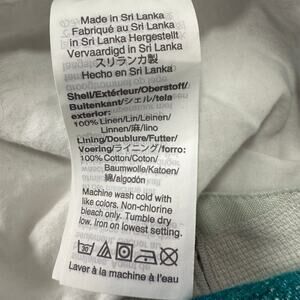 Made in Sri Lanka
Fabriqué au Sri Lanka
in Sri Lanka Hergestellt
Vervaardigd in Sri Lanka
スリランカ製
Hecho en Sri Lanka
Shell/Extérieur/Oberstoff/
Buitenkant/シェル/tela
exterior:
100% Linen/Lin/Leinen/
Linnen/麻/lino
Lining/Doublure/Futter/
Voering/ライニング/forro:
100% Cotton/Coton/
Baumwolle/Katoen/
綿/algodón
Machine wash cold with
like colors. Non-chlorine
bleach only. Tumble dry
low. Iron on lowest setting.
30
Laver à la machine à l'eau